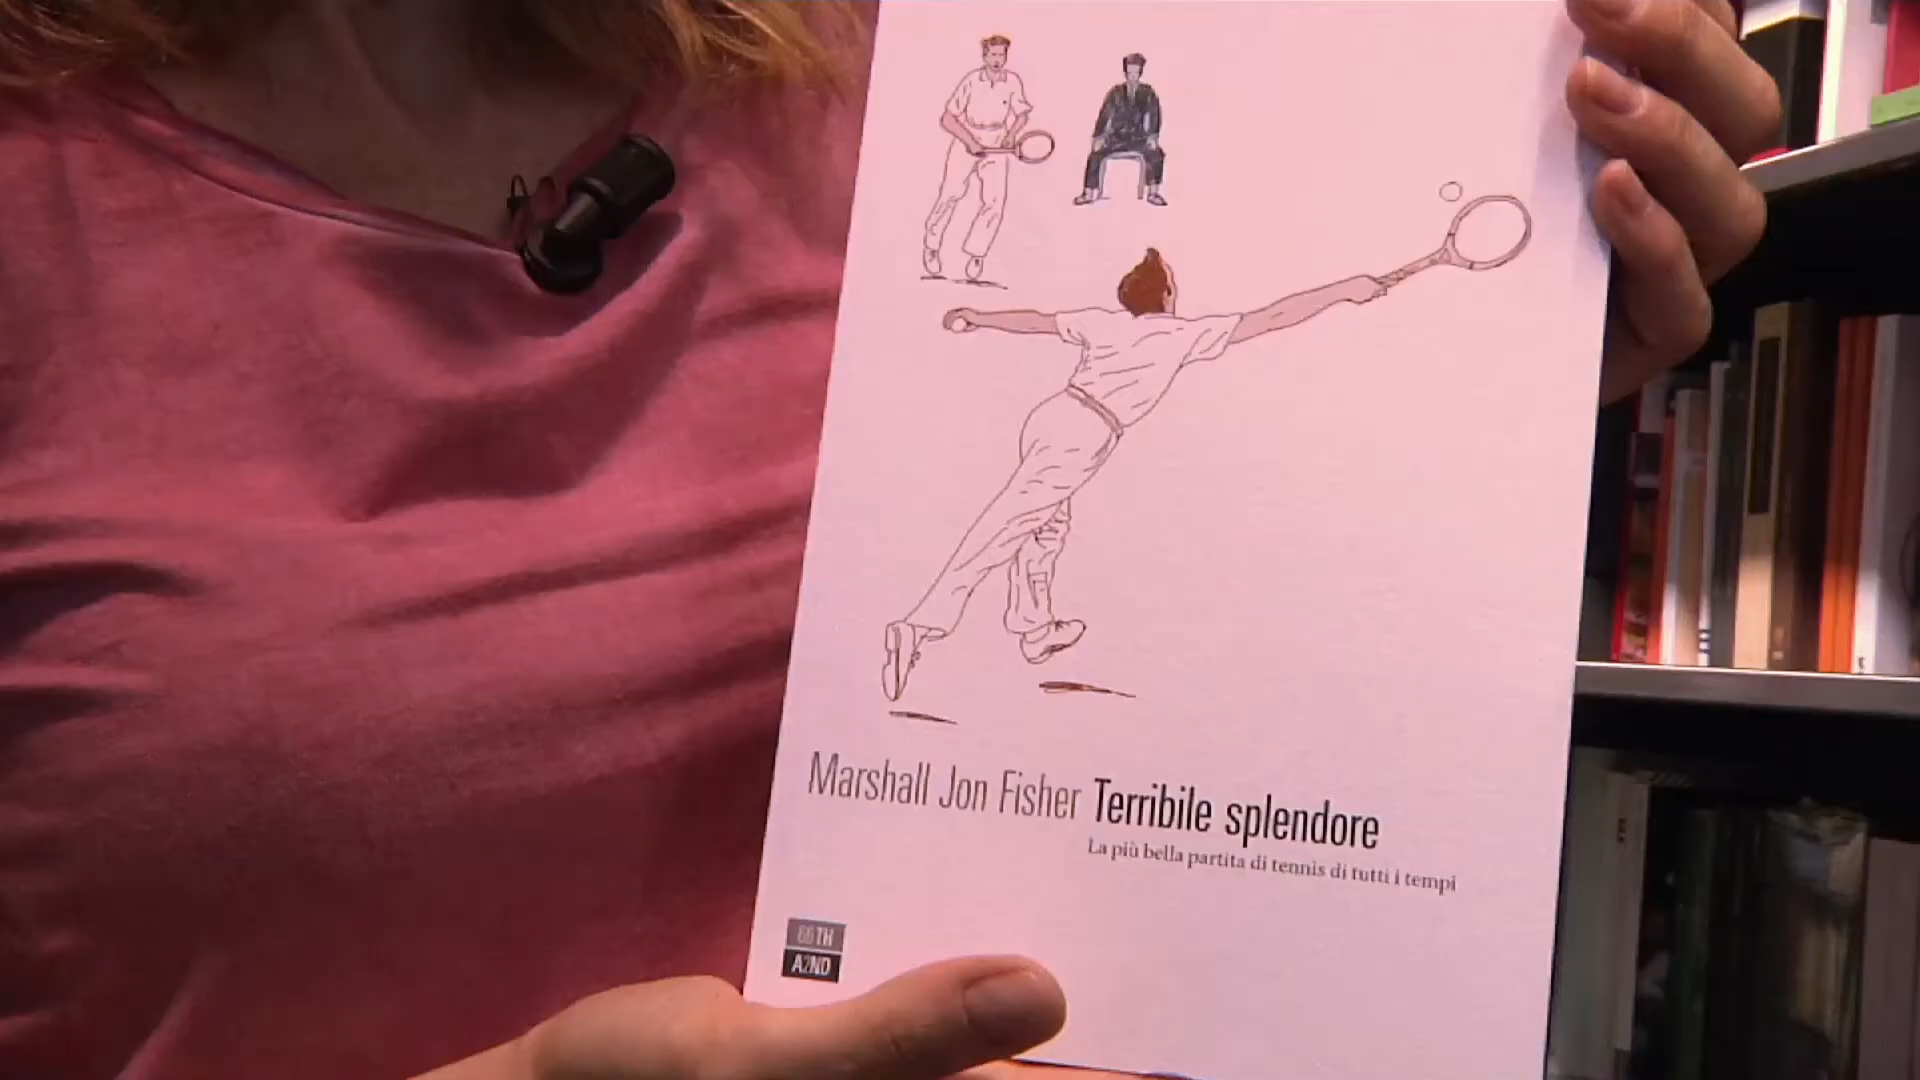 Marshall Jon Fisher Terribile splendore
La più bella partita di tennis di tutti i tempi
66TH
A2ND